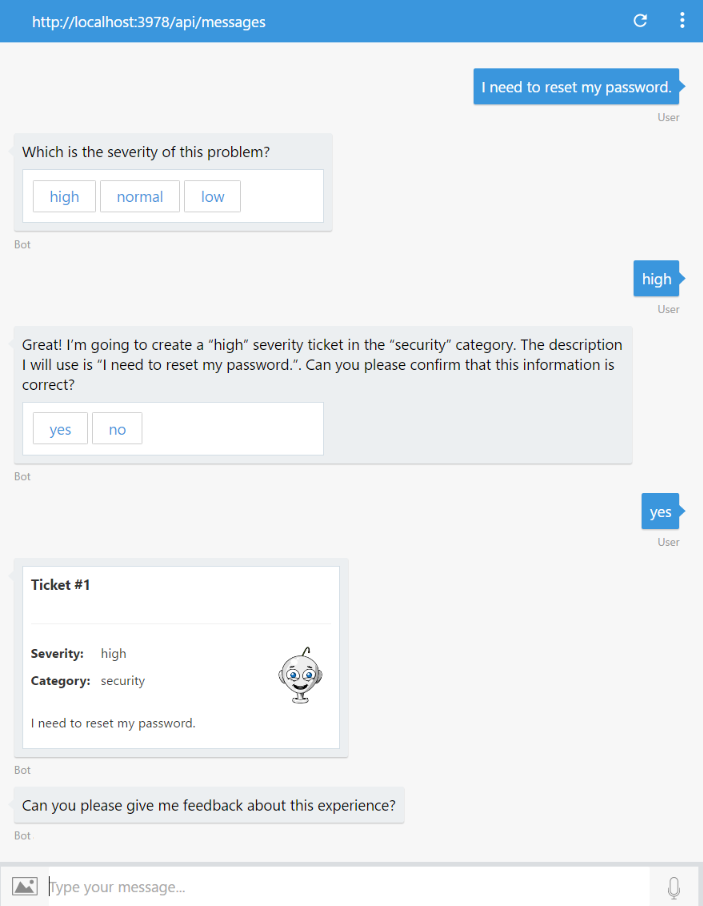 http://localhost:3978/api/messages
I need to reset my password.
User
Which is the severity of this problem?
high
normal
low
Bot
high
User
Great! I’m going to create a “high” severity ticket in the “security” category. The description
I will use is “I need to reset my password.”. Can you please confirm that this information is
correct?
yes
no
Bot
yes
User
Ticket #1
Severity: high
Category: security
I need to reset my password.
Bot
Can you please give me feedback about this experience?
Bot
Type your message...